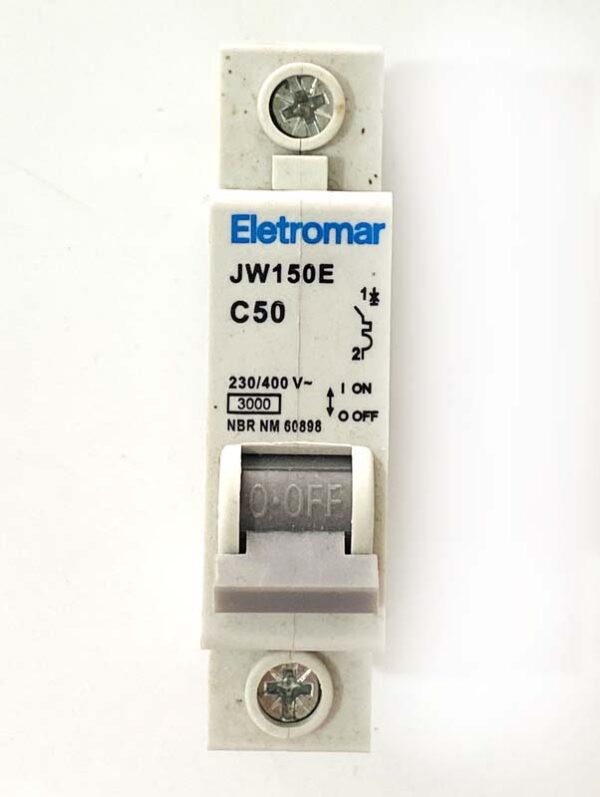 Eletromar
JW150E
C50
1
2
230/400 V~
3000
NBR NM 60898
I ON
O OFF
O·OFF